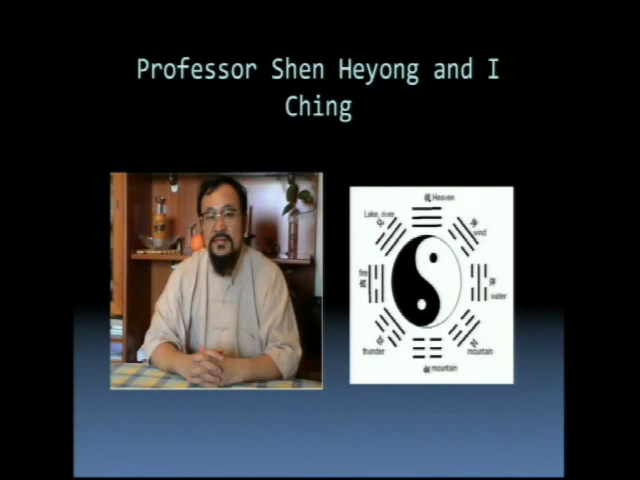 Professor Shen Heyong and I
Ching
Heaven
Lake, river
wind
fire
water
thunder
mountain
mountain